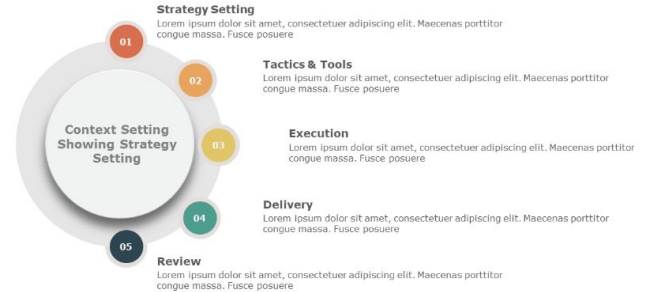 Strategy Setting
Lorem ipsum dolor sit amet, consectetuer adipiscing elit. Maecenas porttitor
congue massa. Fusce posuere
01
Tactics & Tools
Lorem ipsum dolor sit amet, consectetuer adipiscing elit. Maecenas porttitor
congue massa. Fusce posuere
02
Context Setting
Showing Strategy
Setting
Execution
Lorem ipsum dolor sit amet, consectetuer adipiscing elit. Maecenas porttitor
congue massa. Fusce posuere
03
Delivery
Lorem ipsum dolor sit amet, consectetuer adipiscing elit. Maecenas porttitor
congue massa. Fusce posuere
04
05
Review
Lorem ipsum dolor sit amet, consectetuer adipiscing elit. Maecenas porttitor
congue massa. Fusce posuere